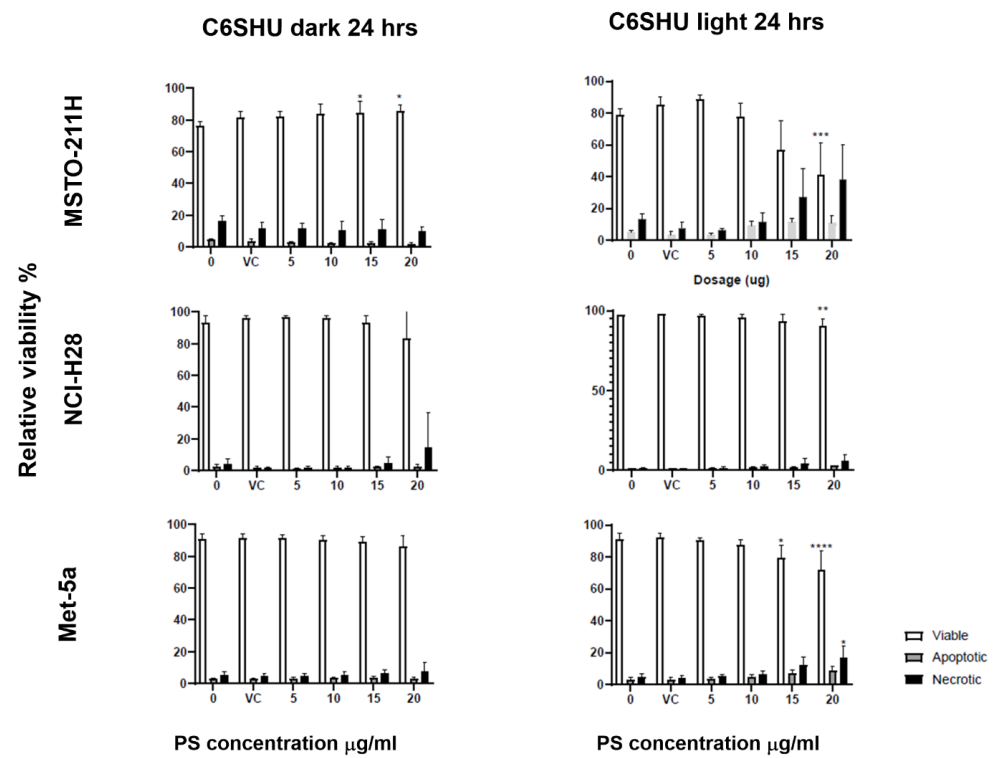 C6SHU dark 24 hrs
C6SHU light 24 hrs
Relative viability %
MSTO-211H
100
80
60
40
20
0
* *
0 VC 5 10 15 20
100
80
60
40
20
0
***
0 VC 5 10 15 20
Dosage (ug)
NCI-H28
100
80
60
40
20
0
0 VC 5 10 15 20
100
50
0
**
0 VC 5 10 15 20
Met-5a
100
80
60
40
20
0
0 VC 5 10 15 20
100
80
60
40
20
0
* ****
*
0 VC 5 10 15 20
Viable
Apoptotic
Necrotic
PS concentration μg/ml
PS concentration μg/ml